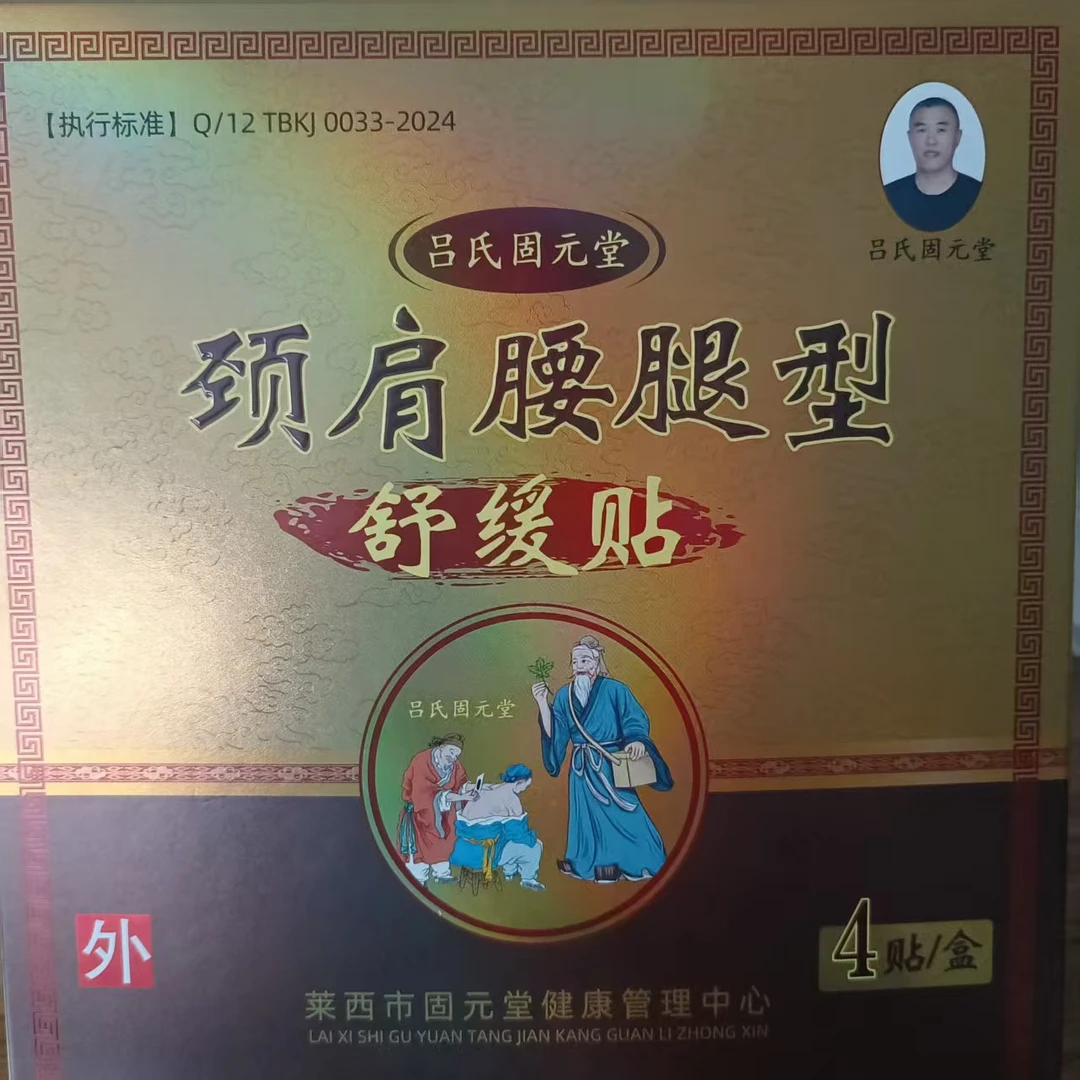 【执行标准】Q/12 TBKJ 0033-2024
吕氏固元堂
吕氏固元堂
颈肩腰腿型
舒缓贴
吕氏固元堂
外
4贴/盒
莱西市固元堂健康管理中心
LAI XI SHI GU YUAN TANG JIAN KANG GUAN LI ZHONG XIN